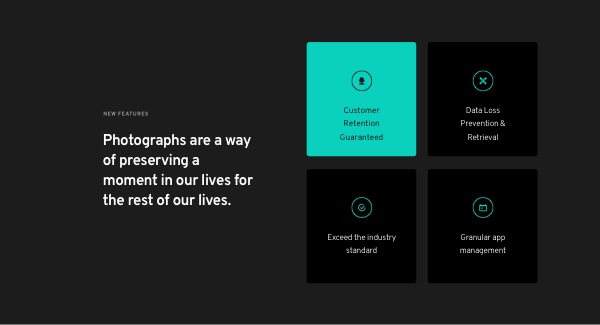 NEW FEATURES
Photographs are a way
of preserving a
moment in our lives for
the rest of our lives.
Customer
Retention
Guaranteed
Data Loss
Prevention &
Retrieval
Exceed the industry
standard
Granular app
management